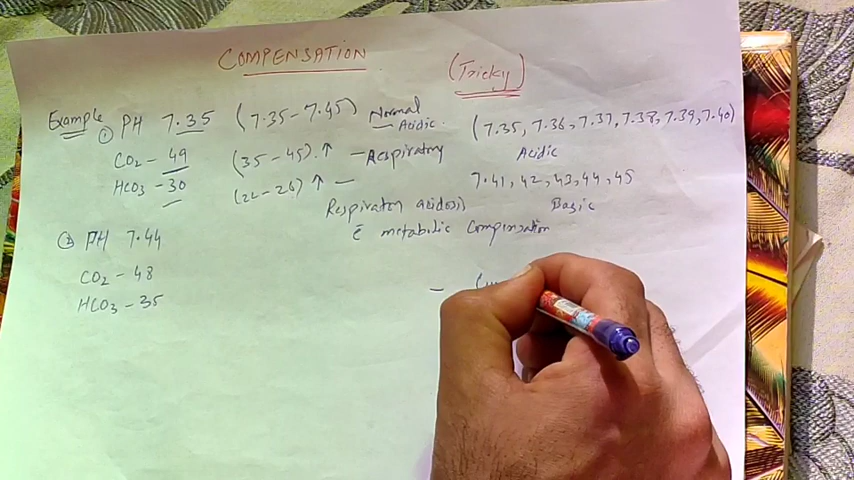 COMPENSATION (Tricky)
Example ① PH 7.35 (7.35 - 7.45) Normal (7.35, 7.36, 7.37, 7.38, 7.39, 7.40)
- Acidic. Acidic
CO2 - 49 (35 - 45) ↑ - Respiratory
HCO3 - 30 (22 - 26) ↑ - 7.41, 42, 43, 44, 45
Respiratory acidosis Basic
c̄ metabolic Compensation
② PH 7.44
CO2 - 48
HCO3 - 35